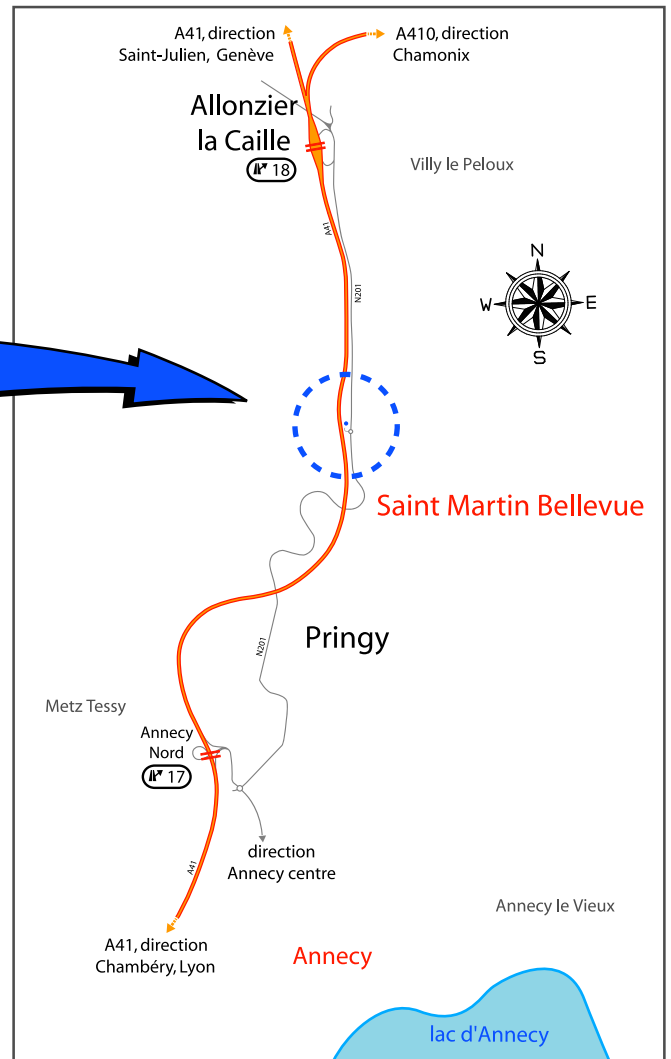 A41, direction
Saint-Julien, Genève
A410, direction
Chamonix
Allonzier
la Caille
18
Villy le Peloux
A41
N201
N
W
E
S
Saint Martin Bellevue
Pringy
N201
Metz Tessy
Annecy
Nord
17
A41
direction
Annecy centre
Annecy le Vieux
A41, direction
Chambéry, Lyon
Annecy
lac d'Annecy